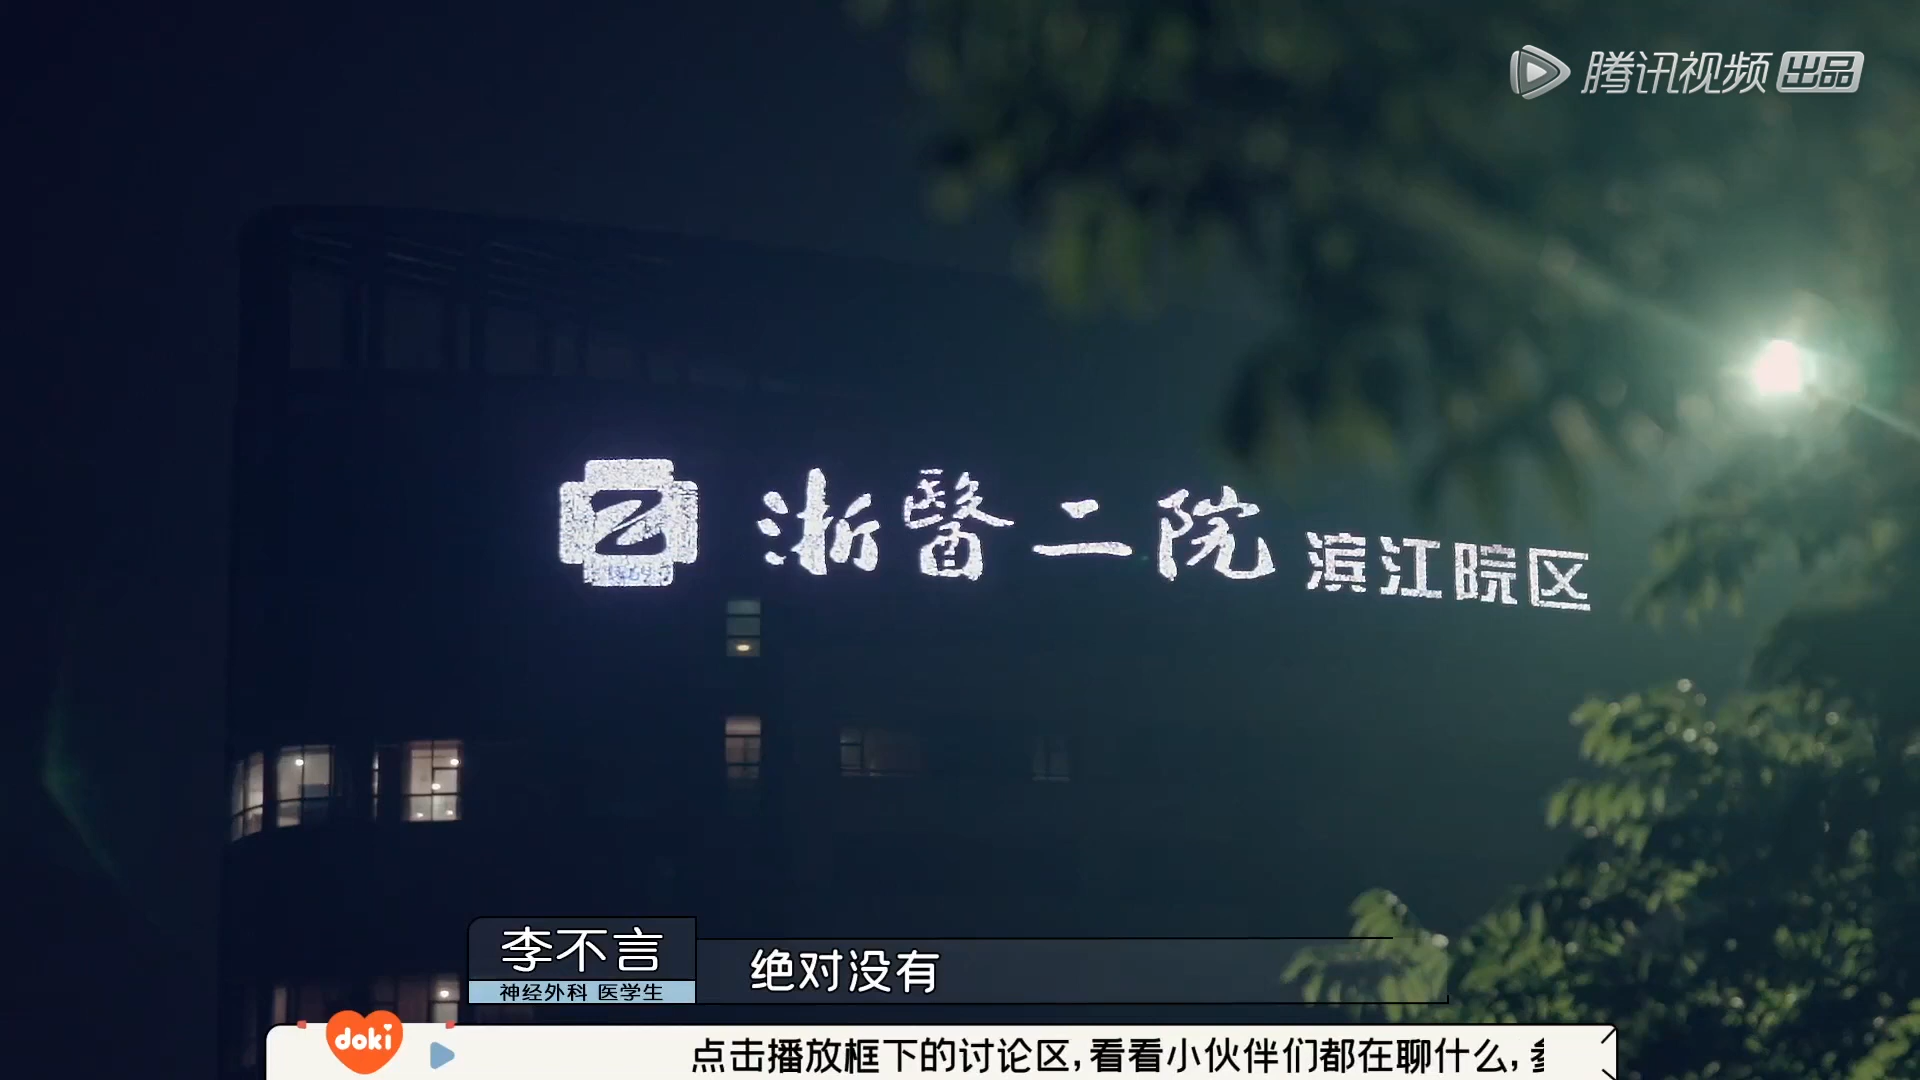 腾讯视频 出品
Z
1869
浙醫二院 滨江院区
李不言
神经外科 医学生
绝对没有
doki
点击播放框下的讨论区,看看小伙伴们都在聊什么,